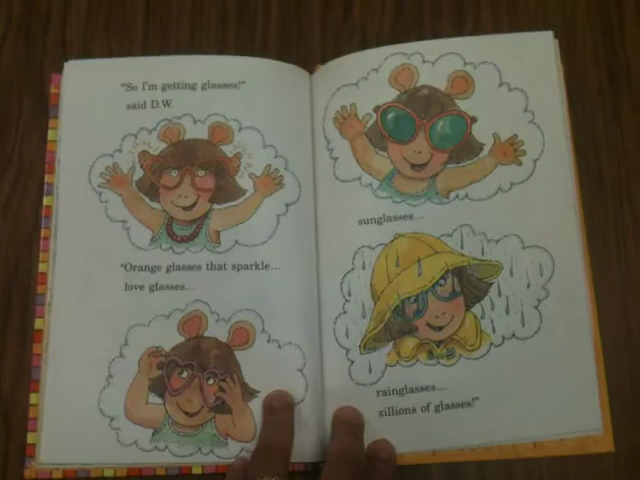 "So I'm getting glasses!"
said D.W.
"Orange glasses that sparkle...
love glasses...
sunglasses...
rainglasses...
zillions of glasses!"